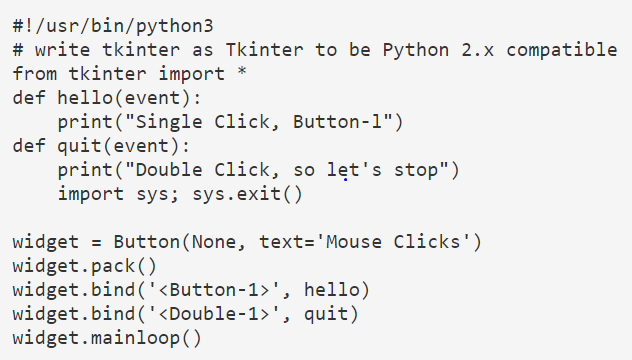 #!/usr/bin/python3
# write tkinter as Tkinter to be Python 2.x compatible
from tkinter import *
def hello(event):
    print("Single Click, Button-l")
def quit(event):
    print("Double Click, so let's stop")
    import sys; sys.exit()

widget = Button(None, text='Mouse Clicks')
widget.pack()
widget.bind('<Button-1>', hello)
widget.bind('<Double-1>', quit)
widget.mainloop()